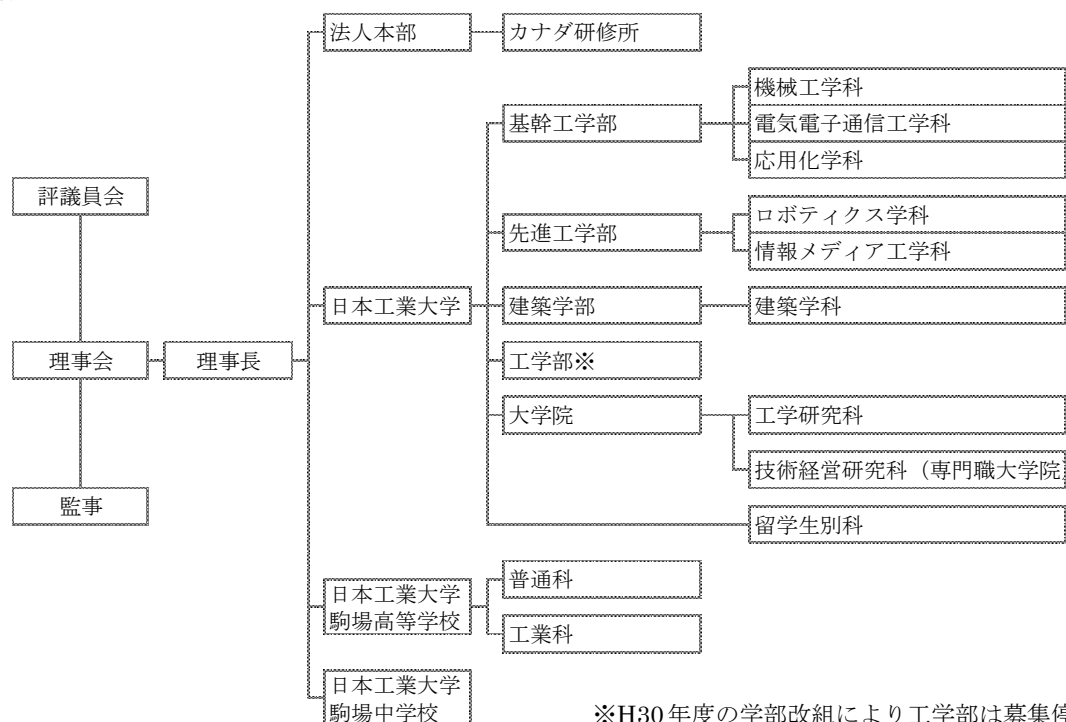 法人本部
カナダ研修所
機械工学科
基幹工学部
電気電子通信工学科
応用化学科
評議員会
ロボティクス学科
先進工学部
情報メディア工学科
日本工業大学
建築学部
建築学科
理事会
理事長
工学部※
大学院
工学研究科
技術経営研究科（専門職大学院）
監事
留学生別科
普通科
日本工業大学
駒場高等学校
工業科
日本工業大学
駒場中学校
※H30年度の学部改組により工学部は募集停